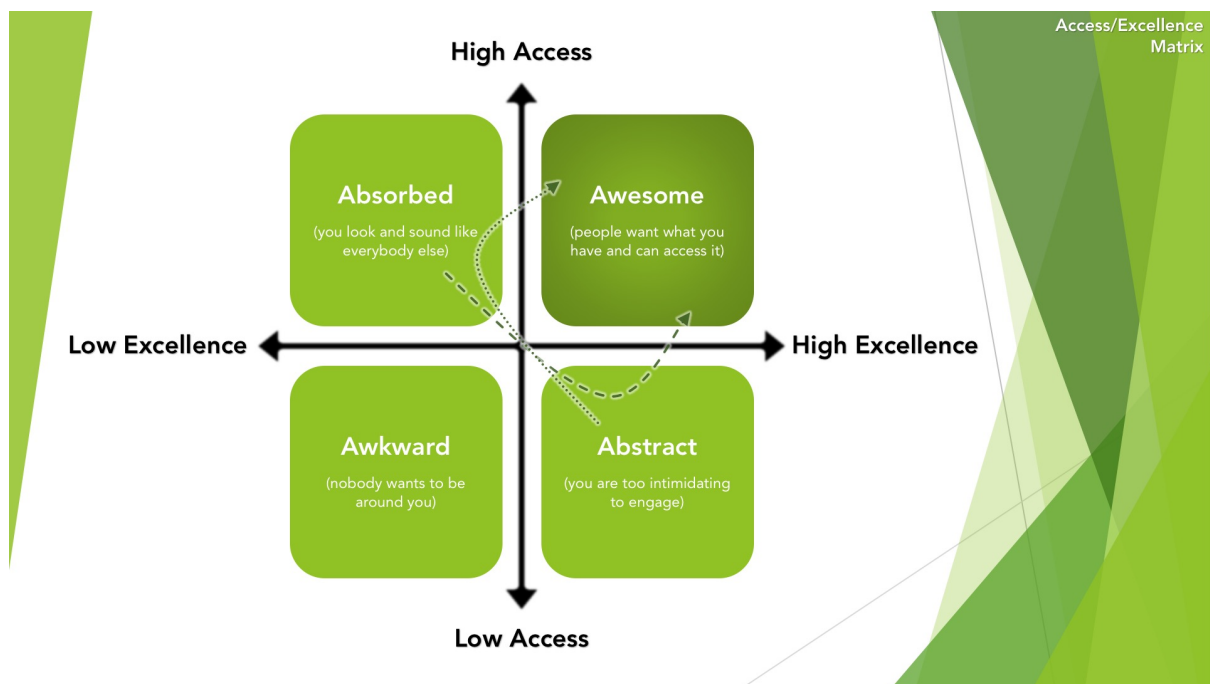 Access/Excellence
Matrix
High Access
Absorbed
(you look and sound like
everybody else)
Awesome
(people want what you
have and can access it)
Low Excellence
High Excellence
Awkward
(nobody wants to be
around you)
Abstract
(you are too intimidating
to engage)
Low Access